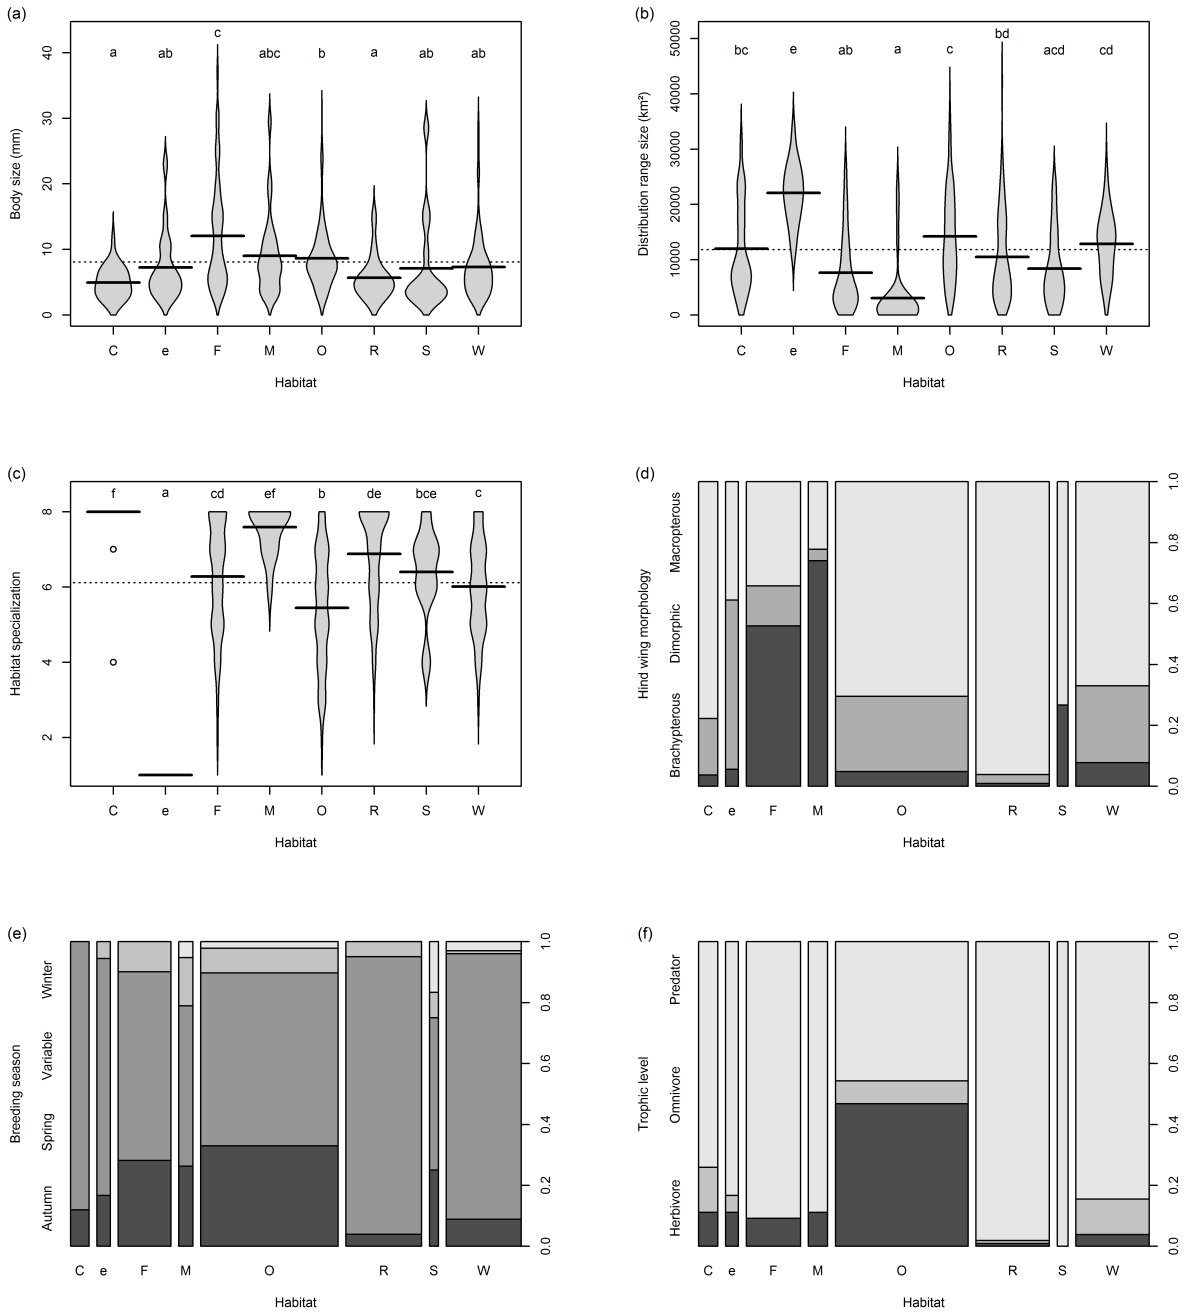 (a)
Body size (mm)
0 10 20 30 40
a ab c abc b a ab ab
C e F M O R S W
Habitat
(b)
Distribution range size (km²)
0 10000 20000 30000 40000 50000
bc e ab a c bd acd cd
C e F M O R S W
Habitat
(c)
Habitat specialization
2 4 6 8
f a cd ef b de bce c
C e F M O R S W
Habitat
(d)
Hind wing morphology
Brachypterous Dimorphic Macropterous
0.0 0.2 0.4 0.6 0.8 1.0
C e F M O R S W
Habitat
(e)
Breeding season
Autumn Spring Variable Winter
0.0 0.2 0.4 0.6 0.8 1.0
C e F M O R S W
Habitat
(f)
Trophic level
Herbivore Omnivore Predator
0.0 0.2 0.4 0.6 0.8 1.0
C e F M O R S W
Habitat